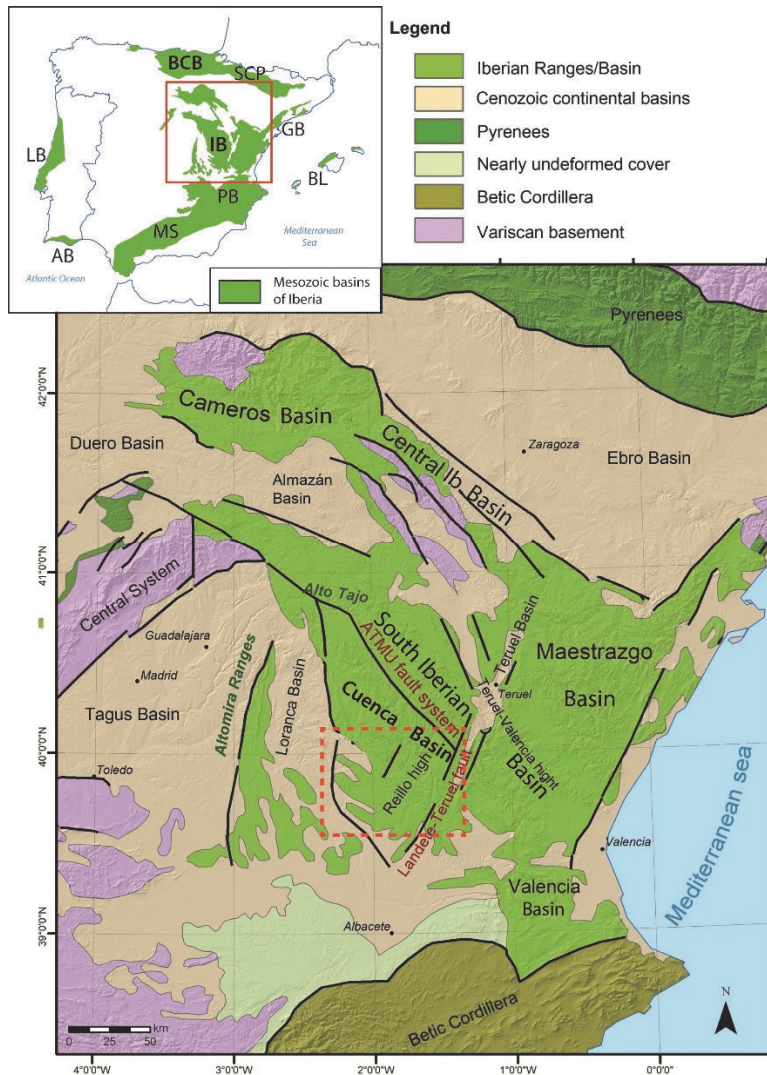 BCB
SCP
GB
IB
LB
BL
PB
MS
AB
Mediterranean
Sea
Atlantic Ocean
Mesozoic basins
of Iberia
Legend
Iberian Ranges/Basin
Cenozoic continental basins
Pyrenees
Nearly undeformed cover
Betic Cordillera
Variscan basement
Pyrenees
42°0'0"N
Cameros Basin
Duero Basin
Central Ib. Basin
Zaragoza
Ebro Basin
Almazán
Basin
41°0'0"N
Central System
Alto Tajo
Guadalajara
Madrid
Tagus Basin
Altomira Ranges
Loranca Basin
South Iberian
ATMU fault system
Teruel Basin
Teruel
Maestrazgo
Basin
Cuenca Basin
Teruel-Valencia hight
Basin
40°0'0"N
Toledo
Reillo high
Landete-Teruel fault
Valencia
Valencia
Basin
Mediterranean sea
39°0'0"N
Albacete
Betic Cordillera
N
0 25 50
km
4°0'0"W
3°0'0"W
2°0'0"W
1°0'0"W
0°0'0"